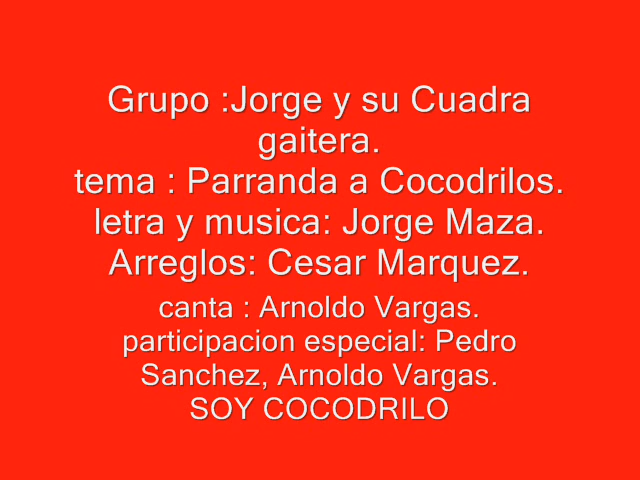 Grupo :Jorge y su Cuadra
gaitera.
tema : Parranda a Cocodrilos.
letra y musica: Jorge Maza.
Arreglos: Cesar Marquez.
canta : Arnoldo Vargas.
participacion especial: Pedro
Sanchez, Arnoldo Vargas.
SOY COCODRILO